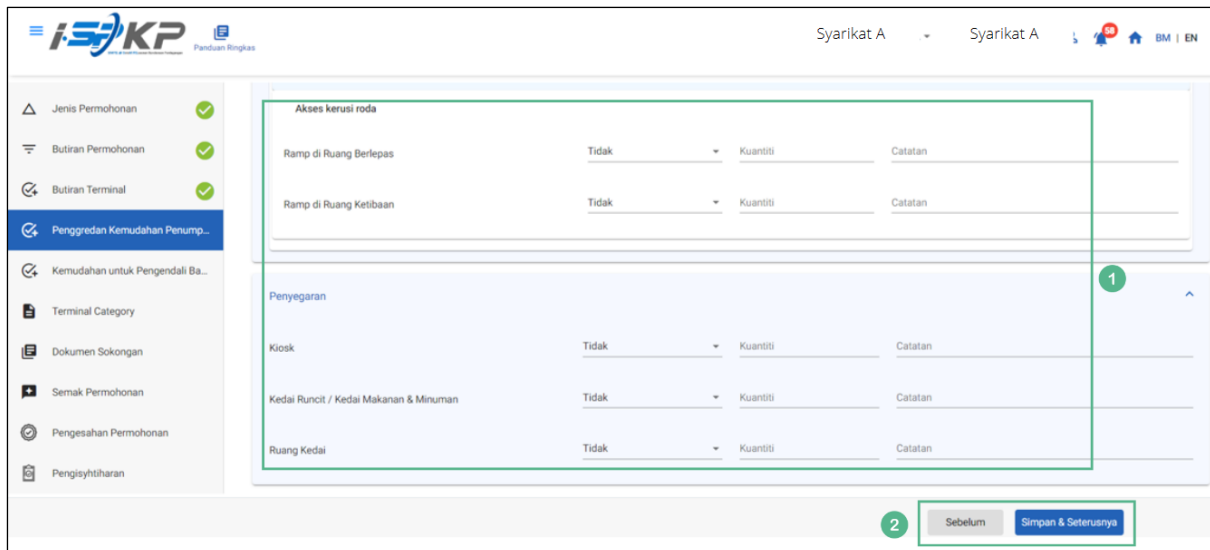 i-SPKP
Panduan Ringkas
Syarikat A
Syarikat A
58
BM | EN
Jenis Permohonan
Butiran Permohonan
Butiran Terminal
Penggredan Kemudahan Penump...
Kemudahan untuk Pengendali Ba...
Terminal Category
Dokumen Sokongan
Semak Permohonan
Pengesahan Permohonan
Pengisyhtiharan
Akses kerusi roda
Ramp di Ruang Berlepas Tidak Kuantiti Catatan
Ramp di Ruang Ketibaan Tidak Kuantiti Catatan
1
Penyegaran
Kiosk Tidak Kuantiti Catatan
Kedai Runcit / Kedai Makanan & Minuman Tidak Kuantiti Catatan
Ruang Kedai Tidak Kuantiti Catatan
2
Sebelum Simpan & Seterusnya